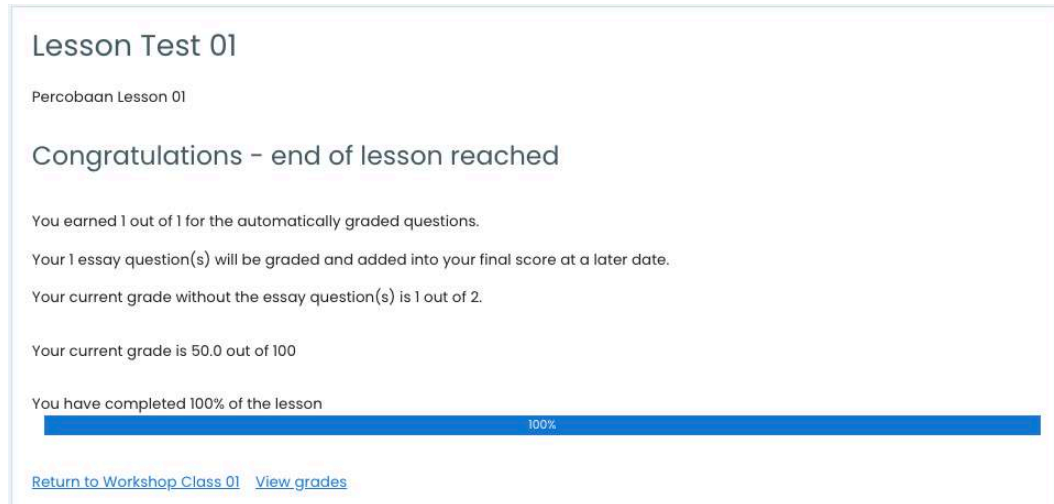 Lesson Test 01
Percobaan Lesson 01
Congratulations - end of lesson reached
You earned 1 out of 1 for the automatically graded questions.
Your 1 essay question(s) will be graded and added into your final score at a later date.
Your current grade without the essay question(s) is 1 out of 2.
Your current grade is 50.0 out of 100
You have completed 100% of the lesson
100%
Return to Workshop Class 01 View grades